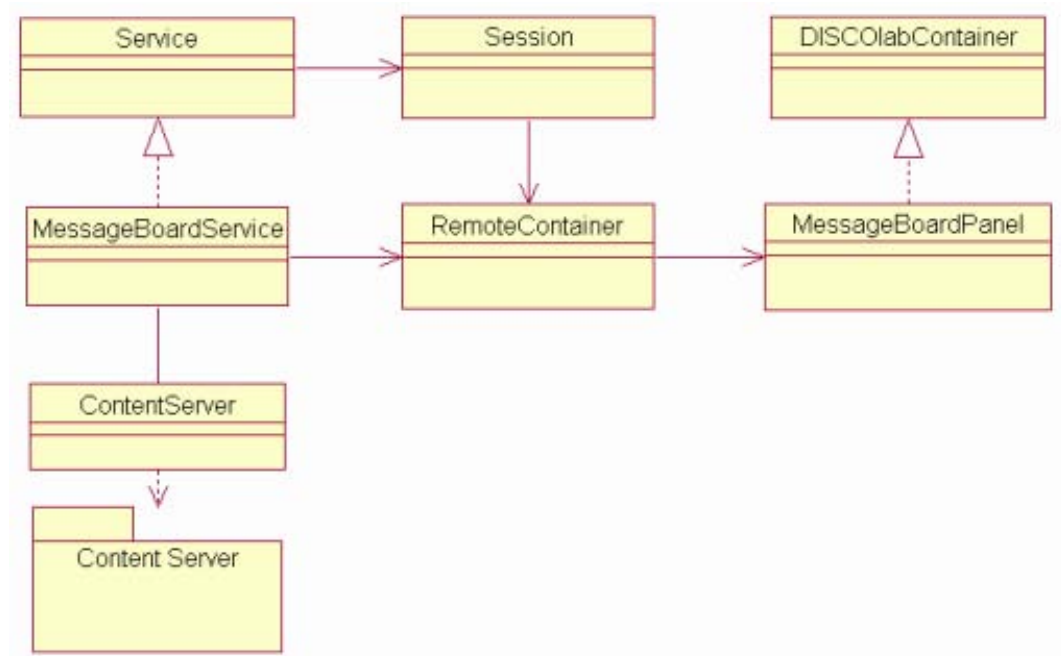 Service
Session
DISCOlabContainer
MessageBoardService
RemoteContainer
MessageBoardPanel
ContentServer
Content Server